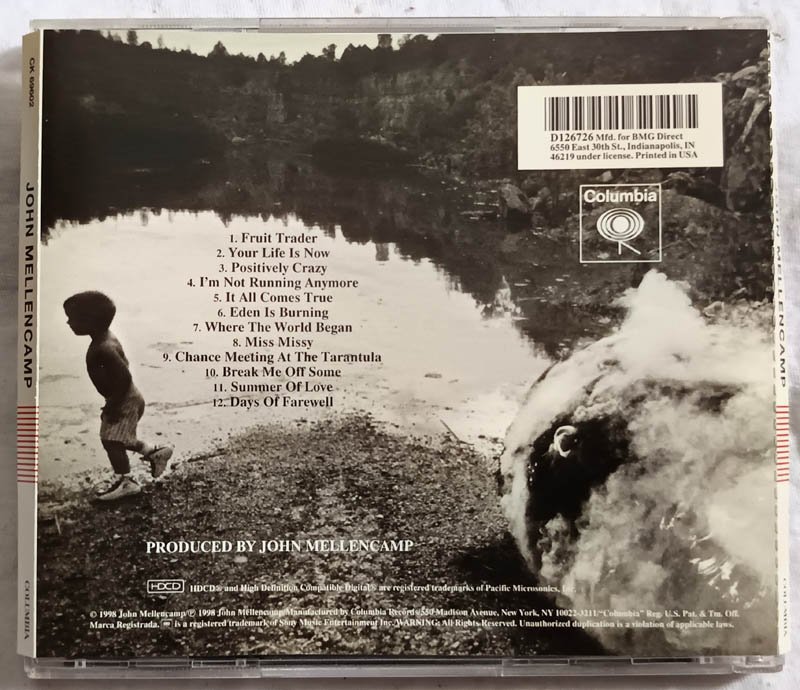 CK 69602
JOHN MELLENCAMP
COLUMBIA
D126726 Mfd. for BMG Direct
6550 East 30th St., Indianapolis, IN
46219 under license. Printed in USA
Columbia
1. Fruit Trader
2. Your Life Is Now
3. Positively Crazy
4. I'm Not Running Anymore
5. It All Comes True
6. Eden Is Burning
7. Where The World Began
8. Miss Missy
9. Chance Meeting At The Tarantula
10. Break Me Off Some
11. Summer Of Love
12. Days Of Farewell
PRODUCED BY JOHN MELLENCAMP
HDCD HDCD® and High Definition Compatible Digital® are registered trademarks of Pacific Microsonics, Inc.
© 1998 John Mellencamp/℗ 1998 John Mellencamp/Manufactured by Columbia Records/550 Madison Avenue, New York, NY 10022-3211/"Columbia" Reg. U.S. Pat. & Tm. Off.
Marca Registrada. is a registered trademark of Sony Music Entertainment Inc./WARNING: All Rights Reserved. Unauthorized duplication is a violation of applicable laws.
JOHN MELLENCAMP
COLUMBIA